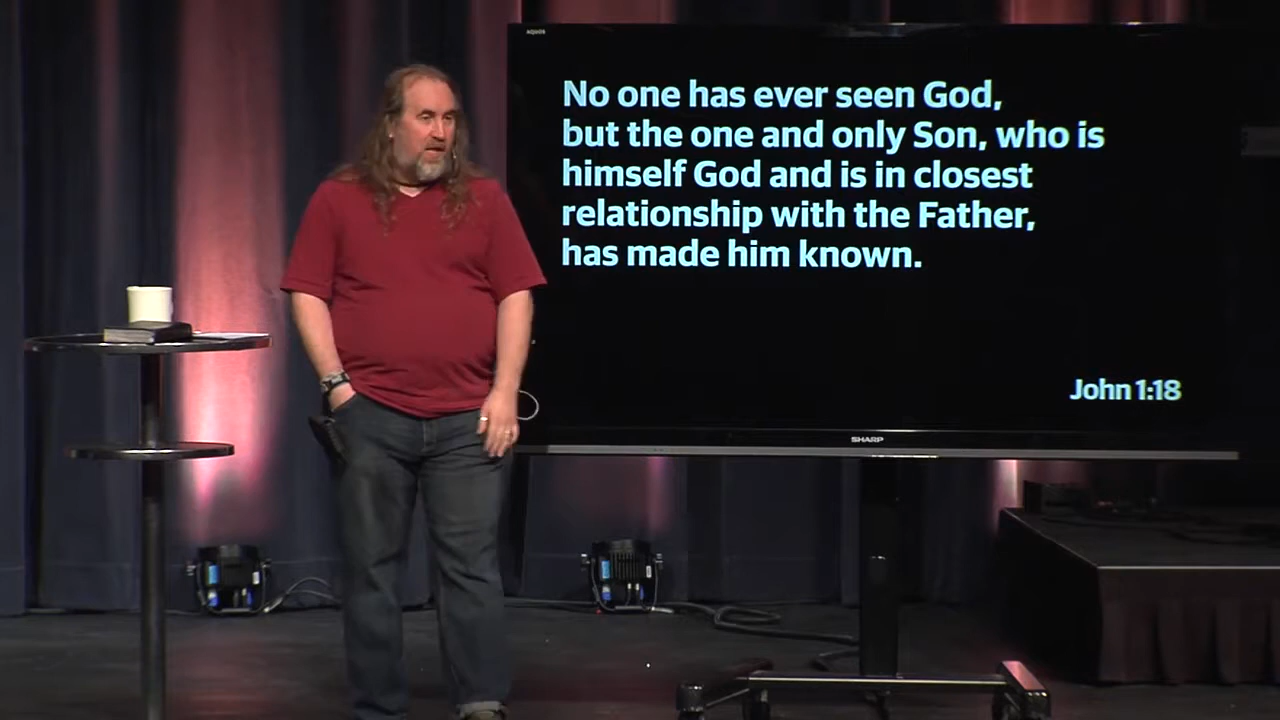 AQUOS
No one has ever seen God,
but the one and only Son, who is
himself God and is in closest
relationship with the Father,
has made him known.
John 1:18
SHARP